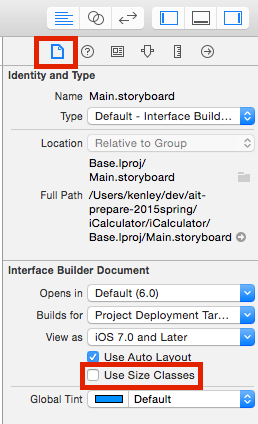 Identity and Type
Name Main.storyboard
Type Default - Interface Build...
Location Relative to Group
Base.lproj/
Main.storyboard
Full Path /Users/kenley/dev/ait-
prepare-2015spring/
iCalculator/iCalculator/
Base.lproj/Main.storyboard
Interface Builder Document
Opens in Default (6.0)
Builds for Project Deployment Tar...
View as iOS 7.0 and Later
Use Auto Layout
Use Size Classes
Global Tint Default